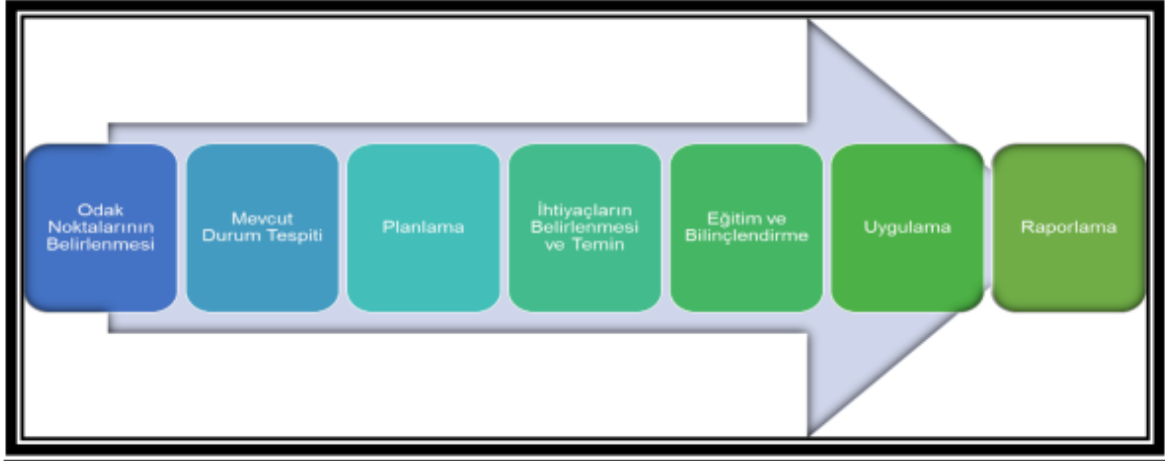 Odak
Noktalarının
Belirlenmesi
Mevcut
Durum Tespiti
Planlama
İhtiyaçların
Belirlenmesi
ve Temin
Eğitim ve
Bilinçlendirme
Uygulama
Raporlama